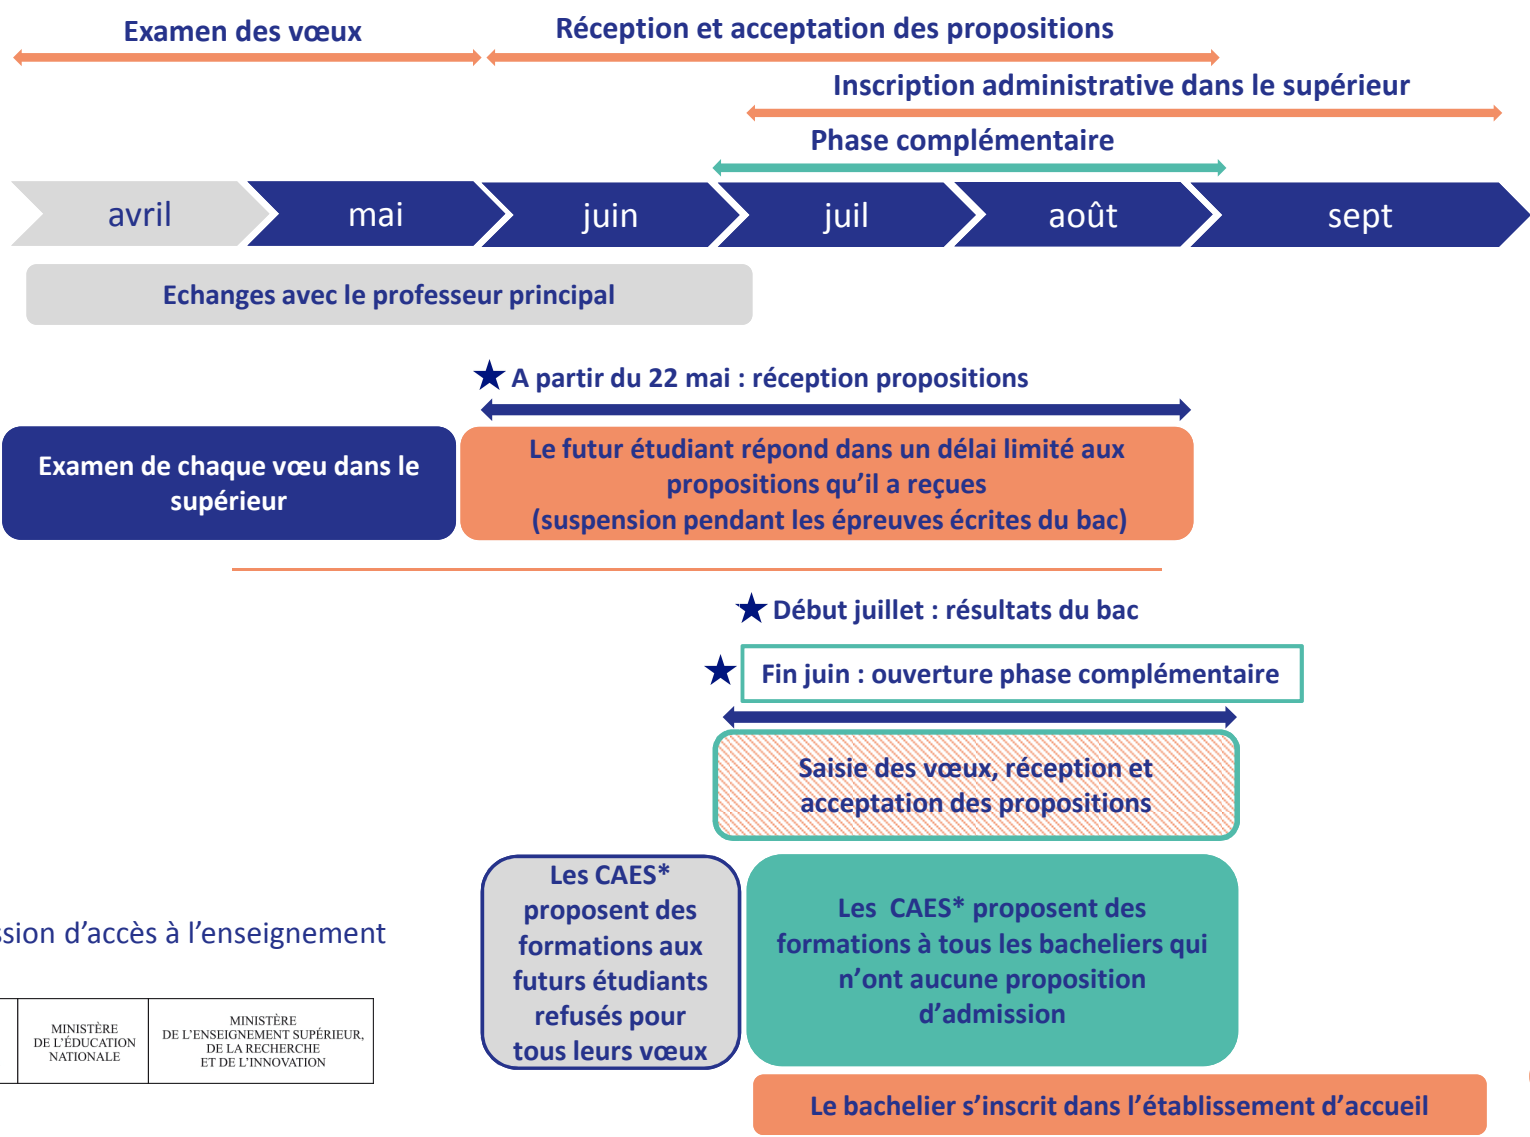 Examen des vœux
Réception et acceptation des propositions
Inscription administrative dans le supérieur
Phase complémentaire
avril
mai
juin
juil
août
sept
Echanges avec le professeur principal
A partir du 22 mai : réception propositions
Examen de chaque vœu dans le
supérieur
Le futur étudiant répond dans un délai limité aux
propositions qu’il a reçues
(suspension pendant les épreuves écrites du bac)
Début juillet : résultats du bac
Fin juin : ouverture phase complémentaire
Saisie des vœux, réception et
acceptation des propositions
Les CAES*
proposent des
formations aux
futurs étudiants
refusés pour
tous leurs vœux
Les CAES* proposent des
formations à tous les bacheliers qui
n’ont aucune proposition
d’admission
ssion d’accès à l’enseignement
MINISTÈRE
DE L’ÉDUCATION
NATIONALE
MINISTÈRE
DE L’ENSEIGNEMENT SUPÉRIEUR,
DE LA RECHERCHE
ET DE L’INNOVATION
Le bachelier s’inscrit dans l’établissement d’accueil